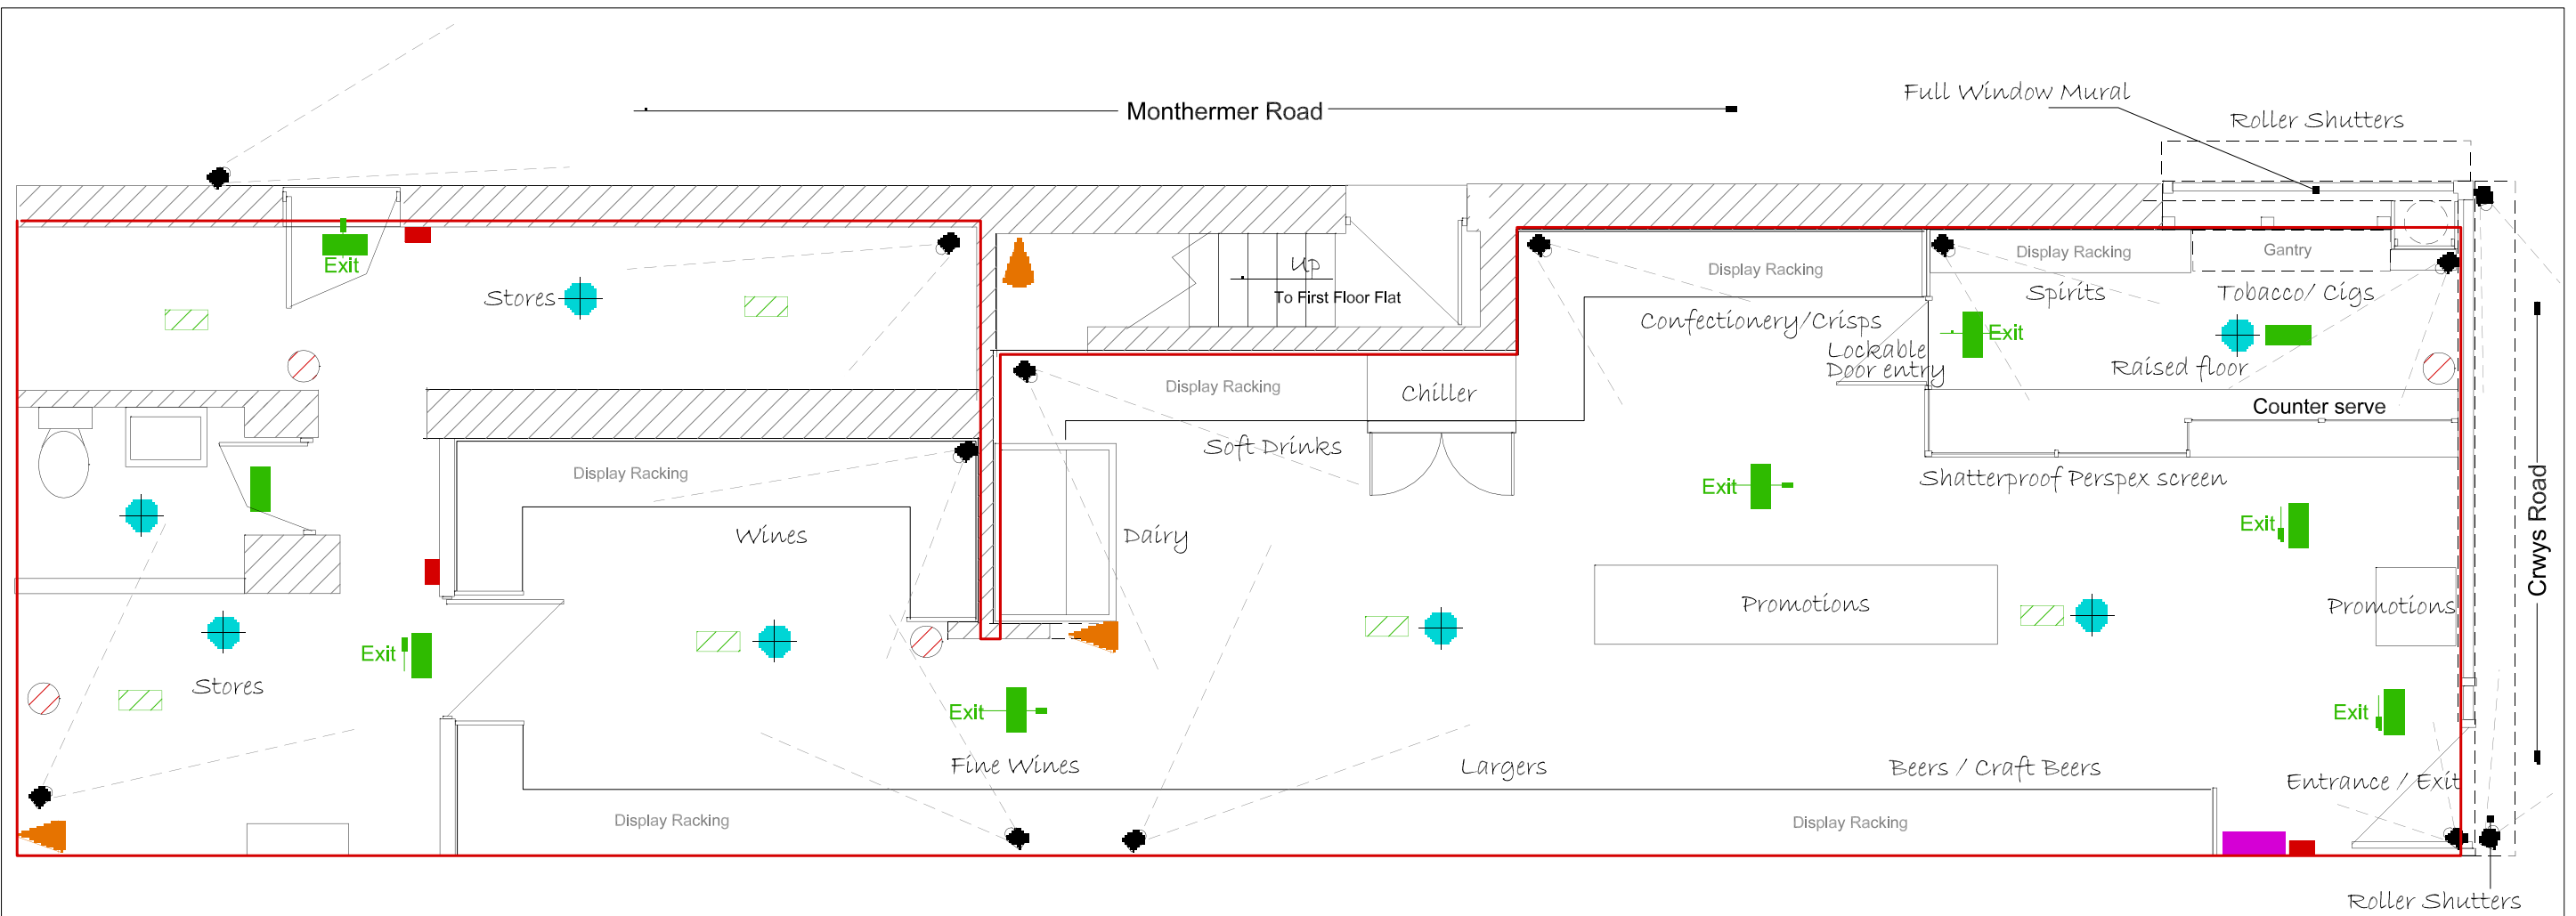 Full Window Mural
Monthermer Road
Roller Shutters
Exit
Stores
Up
To First Floor Flat
Display Racking
Display Racking
Gantry
Spirits
Tobacco/ Cigs
Confectionery/Crisps
Exit
Lockable
Door entry
Raised floor
Display Racking
Chiller
Counter serve
Soft Drinks
Display Racking
Shatterproof Perspex screen
Exit
Crwys Road
Wines
Dairy
Exit
Promotions
Promotions
Exit
Stores
Exit
Exit
Fine Wines
Largers
Beers / Craft Beers
Entrance / Exit
Display Racking
Display Racking
Roller Shutters